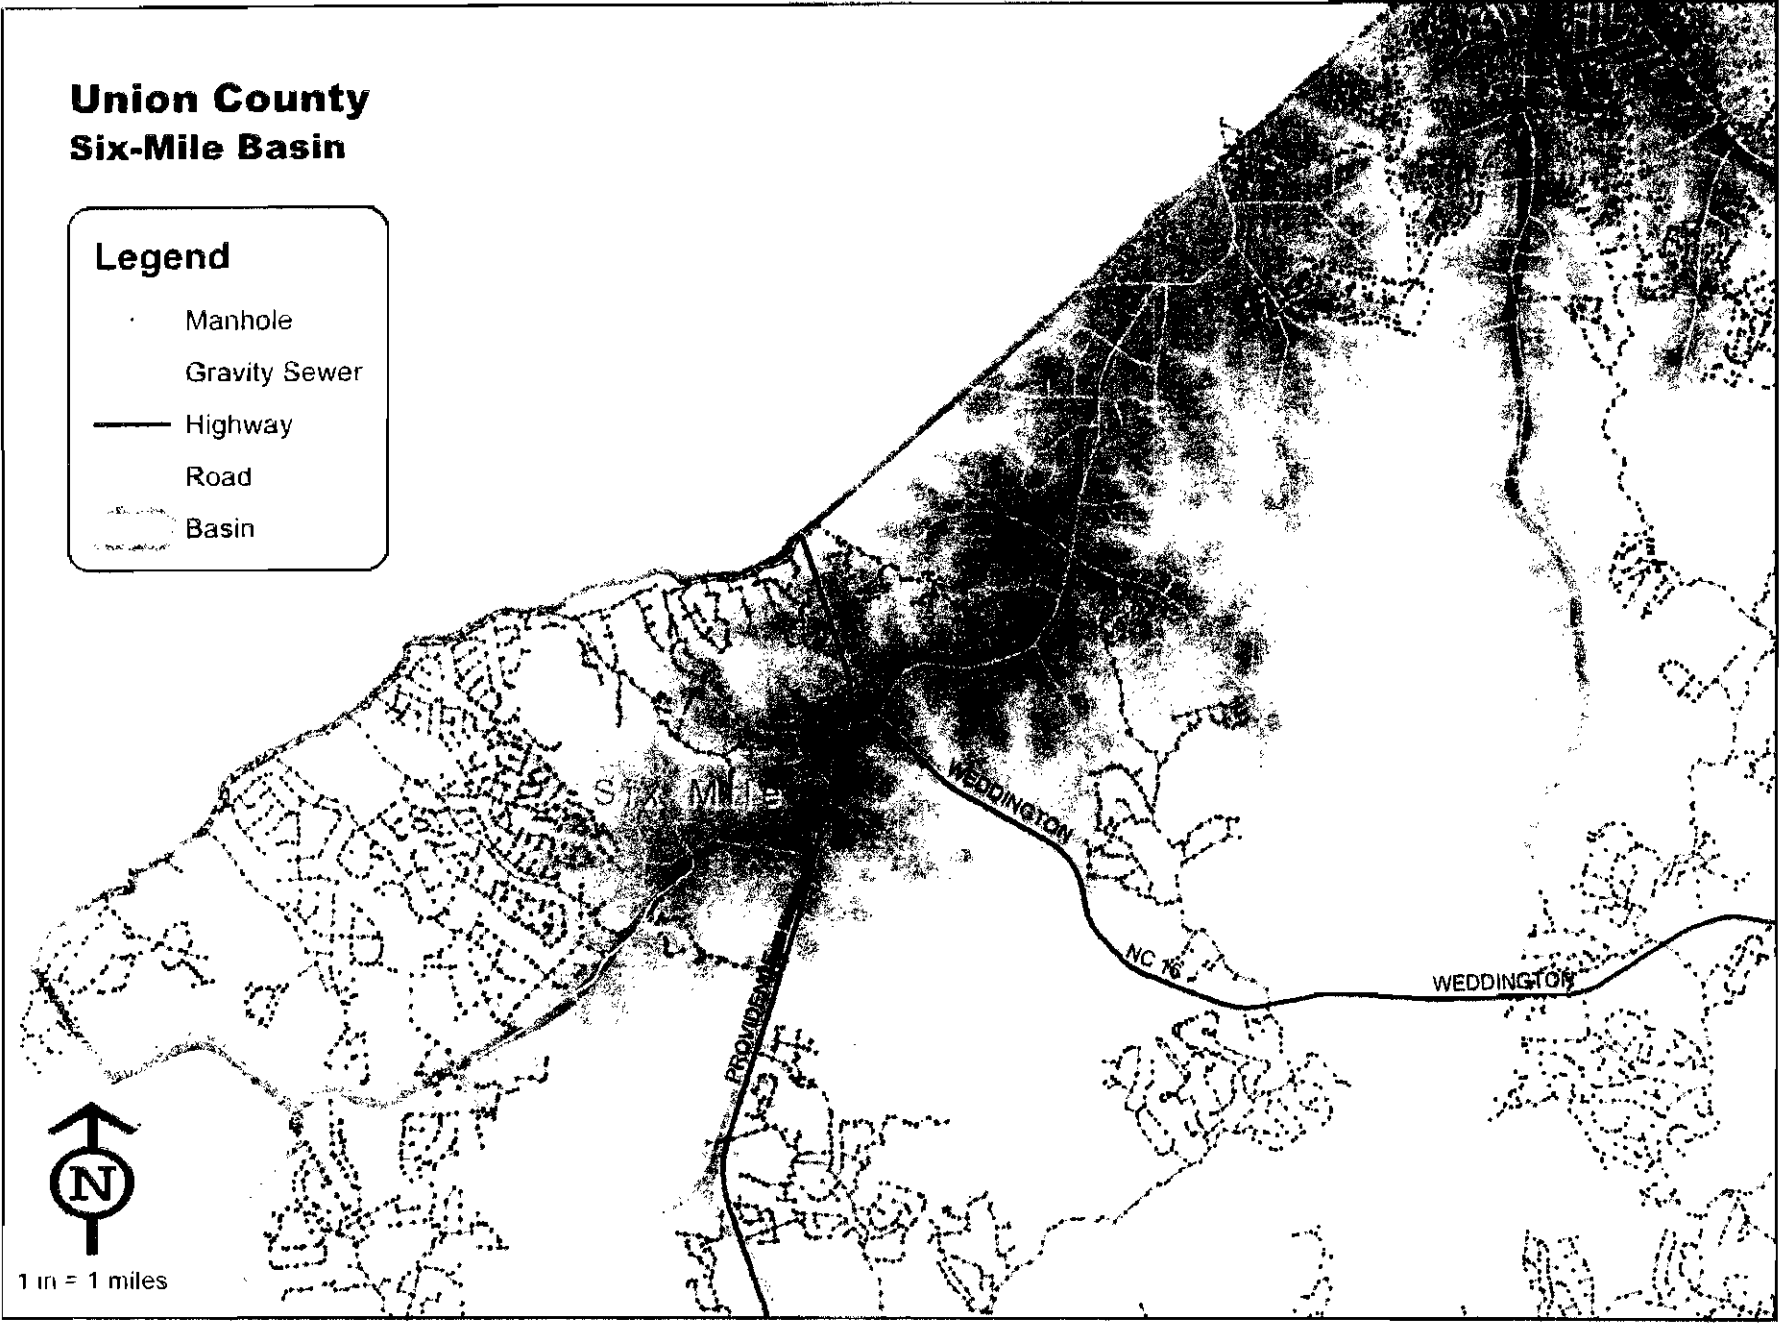 Union County
Six-Mile Basin
Legend
Manhole
Gravity Sewer
Highway
Road
Basin
SIX MILE
WEDDINGTON
NC 16
WEDDINGTON
PROVIDENCE
N
1 in = 1 miles